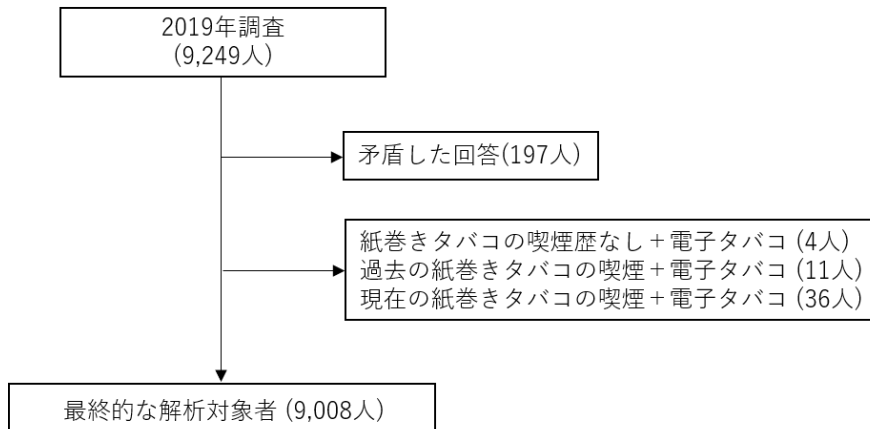 2019年調査
(9,249人)
矛盾した回答(197人)
紙巻きタバコの喫煙歴なし＋電子タバコ (4人)
過去の紙巻きタバコの喫煙＋電子タバコ (11人)
現在の紙巻きタバコの喫煙＋電子タバコ (36人)
最終的な解析対象者 (9,008人)